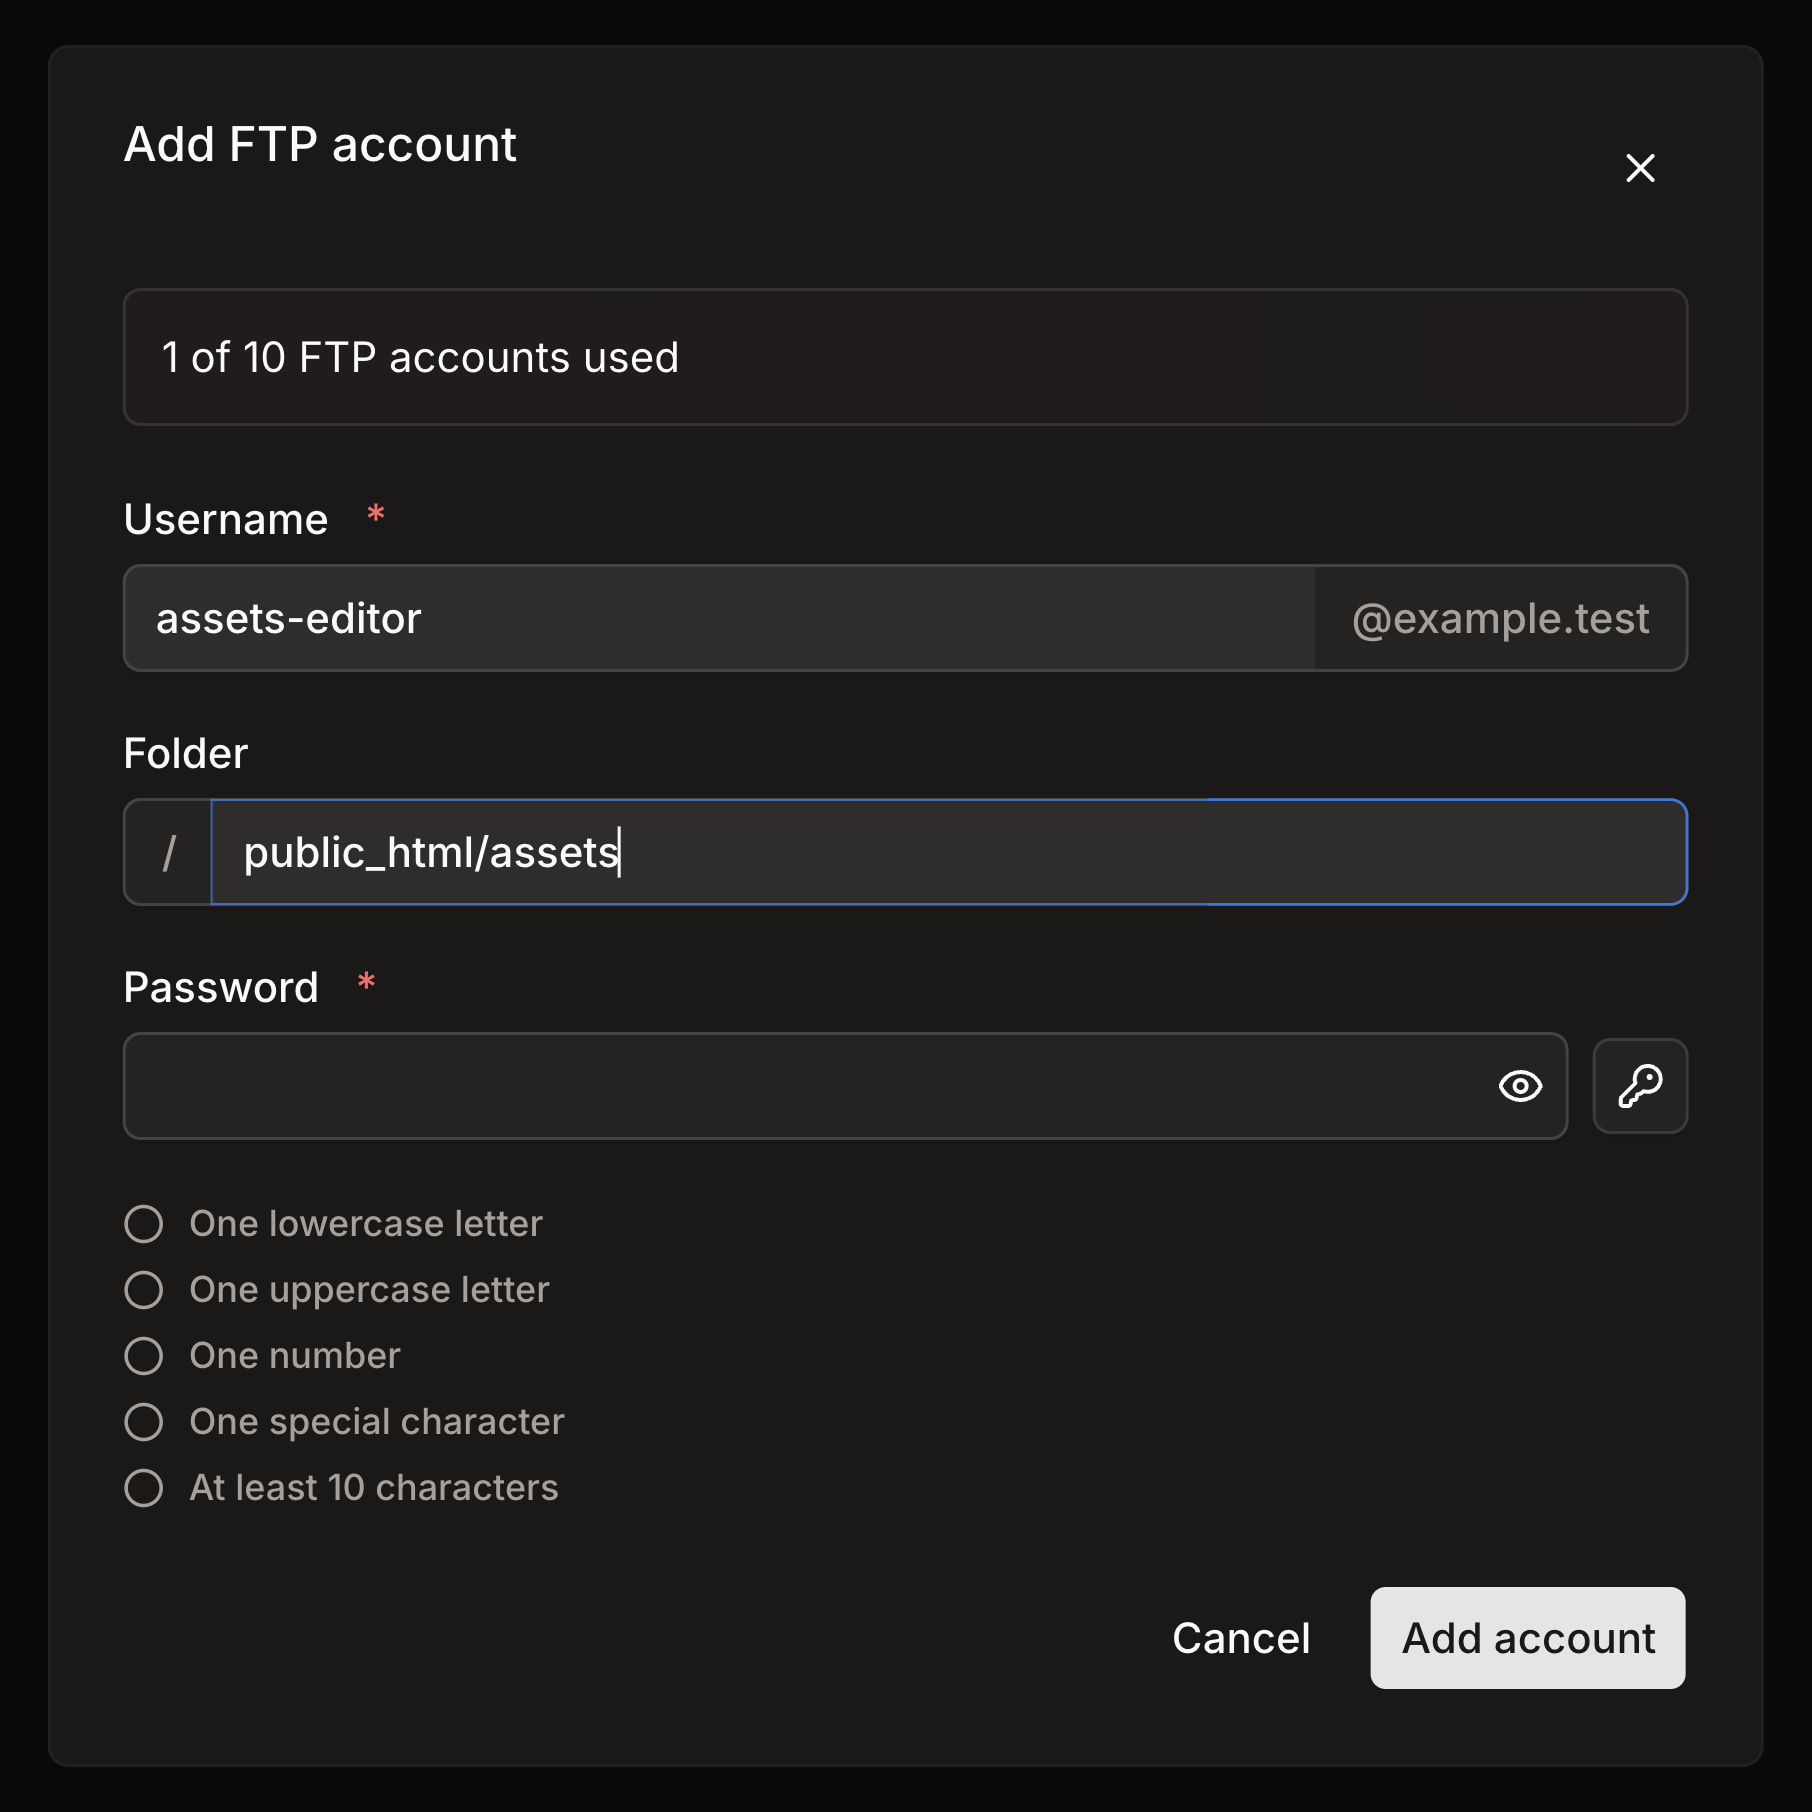 Add FTP account
1 of 10 FTP accounts used
Username *
assets-editor @example.test
Folder
/ public_html/assets
Password *
One lowercase letter
One uppercase letter
One number
One special character
At least 10 characters
Cancel Add account